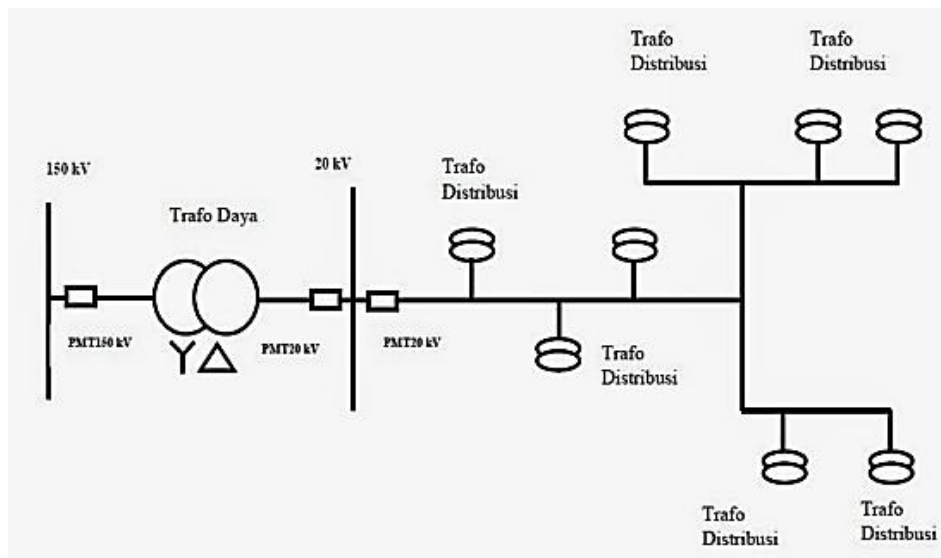 Trafo
Distribusi
Trafo
Distribusi
150 kV
20 kV
Trafo
Distribusi
Trafo Daya
PMT150 kV
PMT20 kV
PMT20 kV
Trafo
Distribusi
Trafo
Distribusi
Trafo
Distribusi